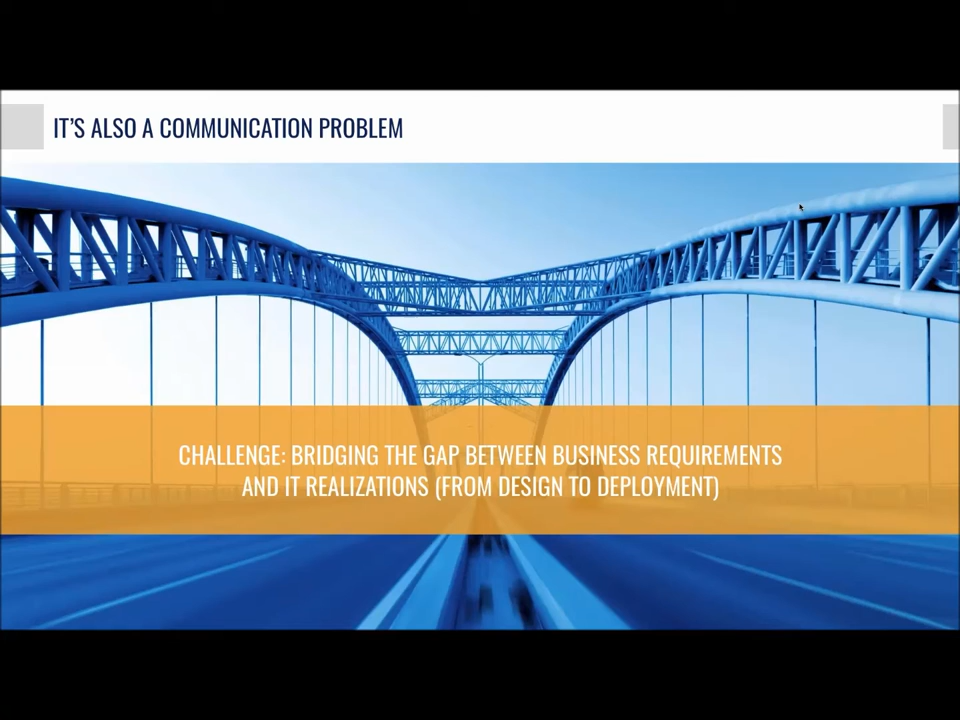 IT'S ALSO A COMMUNICATION PROBLEM
CHALLENGE: BRIDGING THE GAP BETWEEN BUSINESS REQUIREMENTS
AND IT REALIZATIONS (FROM DESIGN TO DEPLOYMENT)